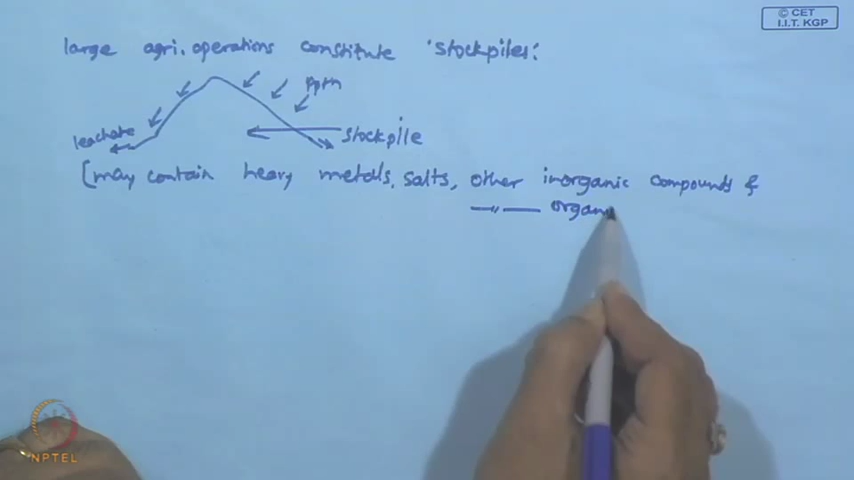 © CET
I.I.T. KGP
large agri. operations constitute 'stockpiles':
pptn
leachate
stockpile
[may contain heavy metals, salts, other inorganic compounds &
—〃— organ
NPTEL